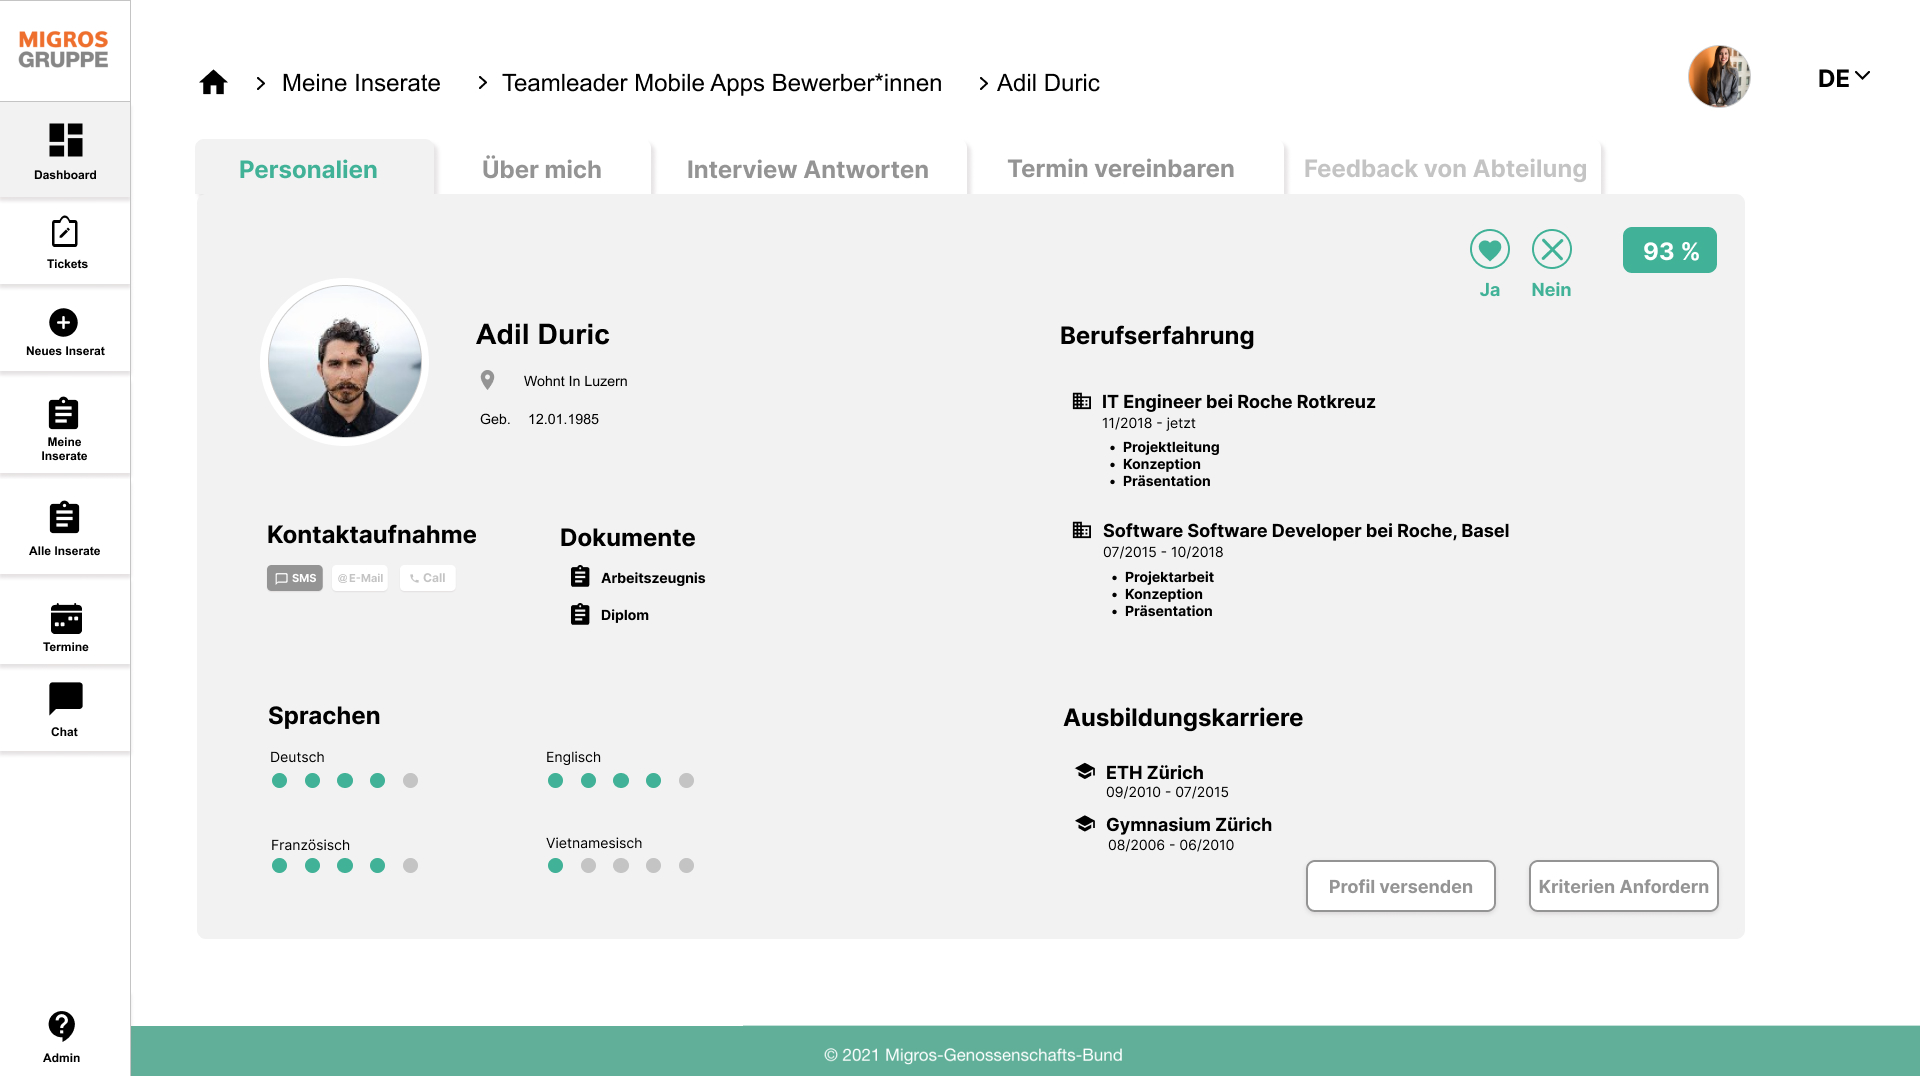 MIGROS
GRUPPE
Dashboard
Tickets
Neues Inserat
Meine
Inserate
Alle Inserate
Termine
Chat
Admin
> Meine Inserate > Teamleader Mobile Apps Bewerber*innen > Adil Duric
DE
Personalien
Über mich
Interview Antworten
Termin vereinbaren
Feedback von Abteilung
Ja
Nein
93 %
Adil Duric
Wohnt In Luzern
Geb. 12.01.1985
Kontaktaufnahme
SMS
@E-Mail
Call
Dokumente
Arbeitszeugnis
Diplom
Sprachen
Deutsch
Englisch
Französisch
Vietnamesisch
Berufserfahrung
IT Engineer bei Roche Rotkreuz
11/2018 - jetzt
• Projektleitung
• Konzeption
• Präsentation
Software Software Developer bei Roche, Basel
07/2015 - 10/2018
• Projektarbeit
• Konzeption
• Präsentation
Ausbildungskarriere
ETH Zürich
09/2010 - 07/2015
Gymnasium Zürich
08/2006 - 06/2010
Profil versenden
Kriterien Anfordern
© 2021 Migros-Genossenschafts-Bund